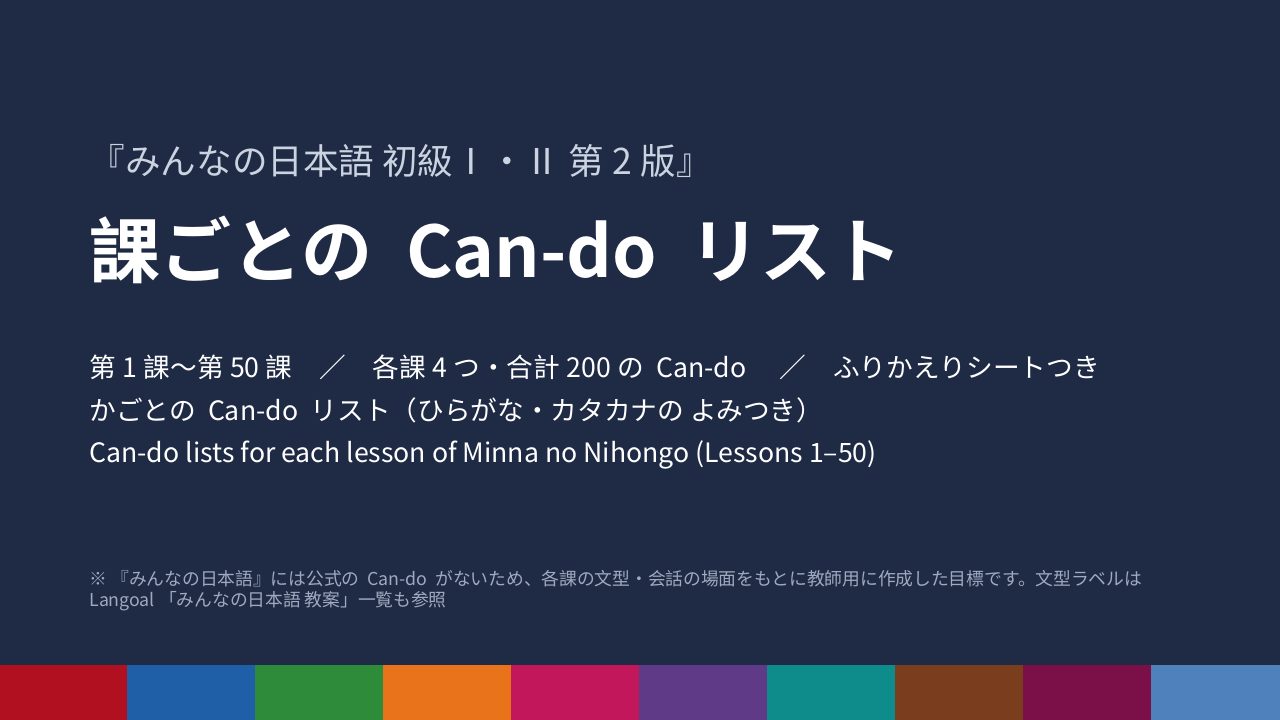 『みんなの日本語 初級Ⅰ・Ⅱ 第2版』
課ごとの Can-do リスト
第1課～第50課　／　各課4つ・合計200の Can-do　／　ふりかえりシートつき
かごとの Can-do リスト（ひらがな・カタカナの よみつき）
Can-do lists for each lesson of Minna no Nihongo (Lessons 1–50)
※ 『みんなの日本語』には公式の Can-do がないため、各課の文型・会話の場面をもとに教師用に作成した目標です。文型ラベルは
Langoal 「みんなの日本語 教案」一覧も参照